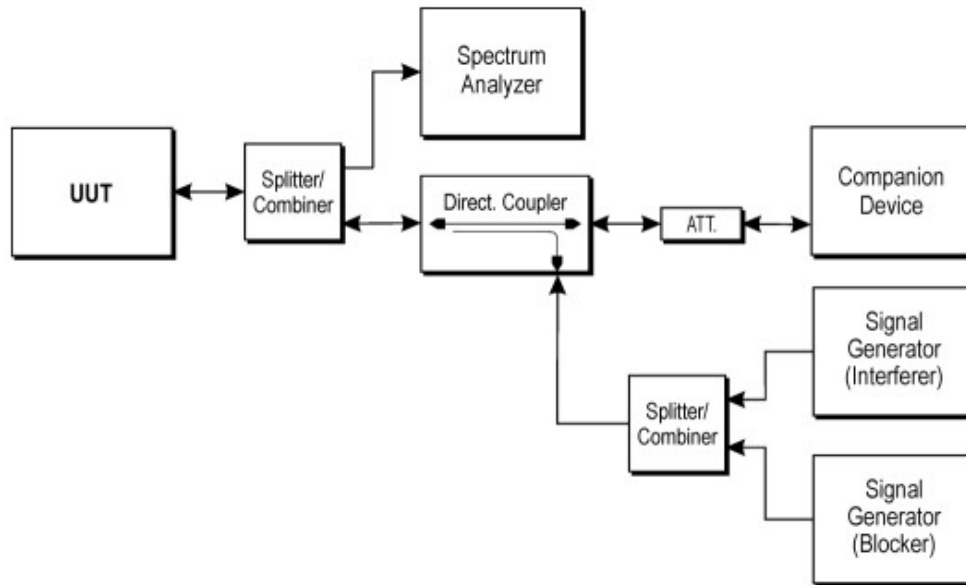 Spectrum
Analyzer
UUT
Splitter/
Combiner
Direct. Coupler
ATT.
Companion
Device
Signal
Generator
(Interferer)
Splitter/
Combiner
Signal
Generator
(Blocker)